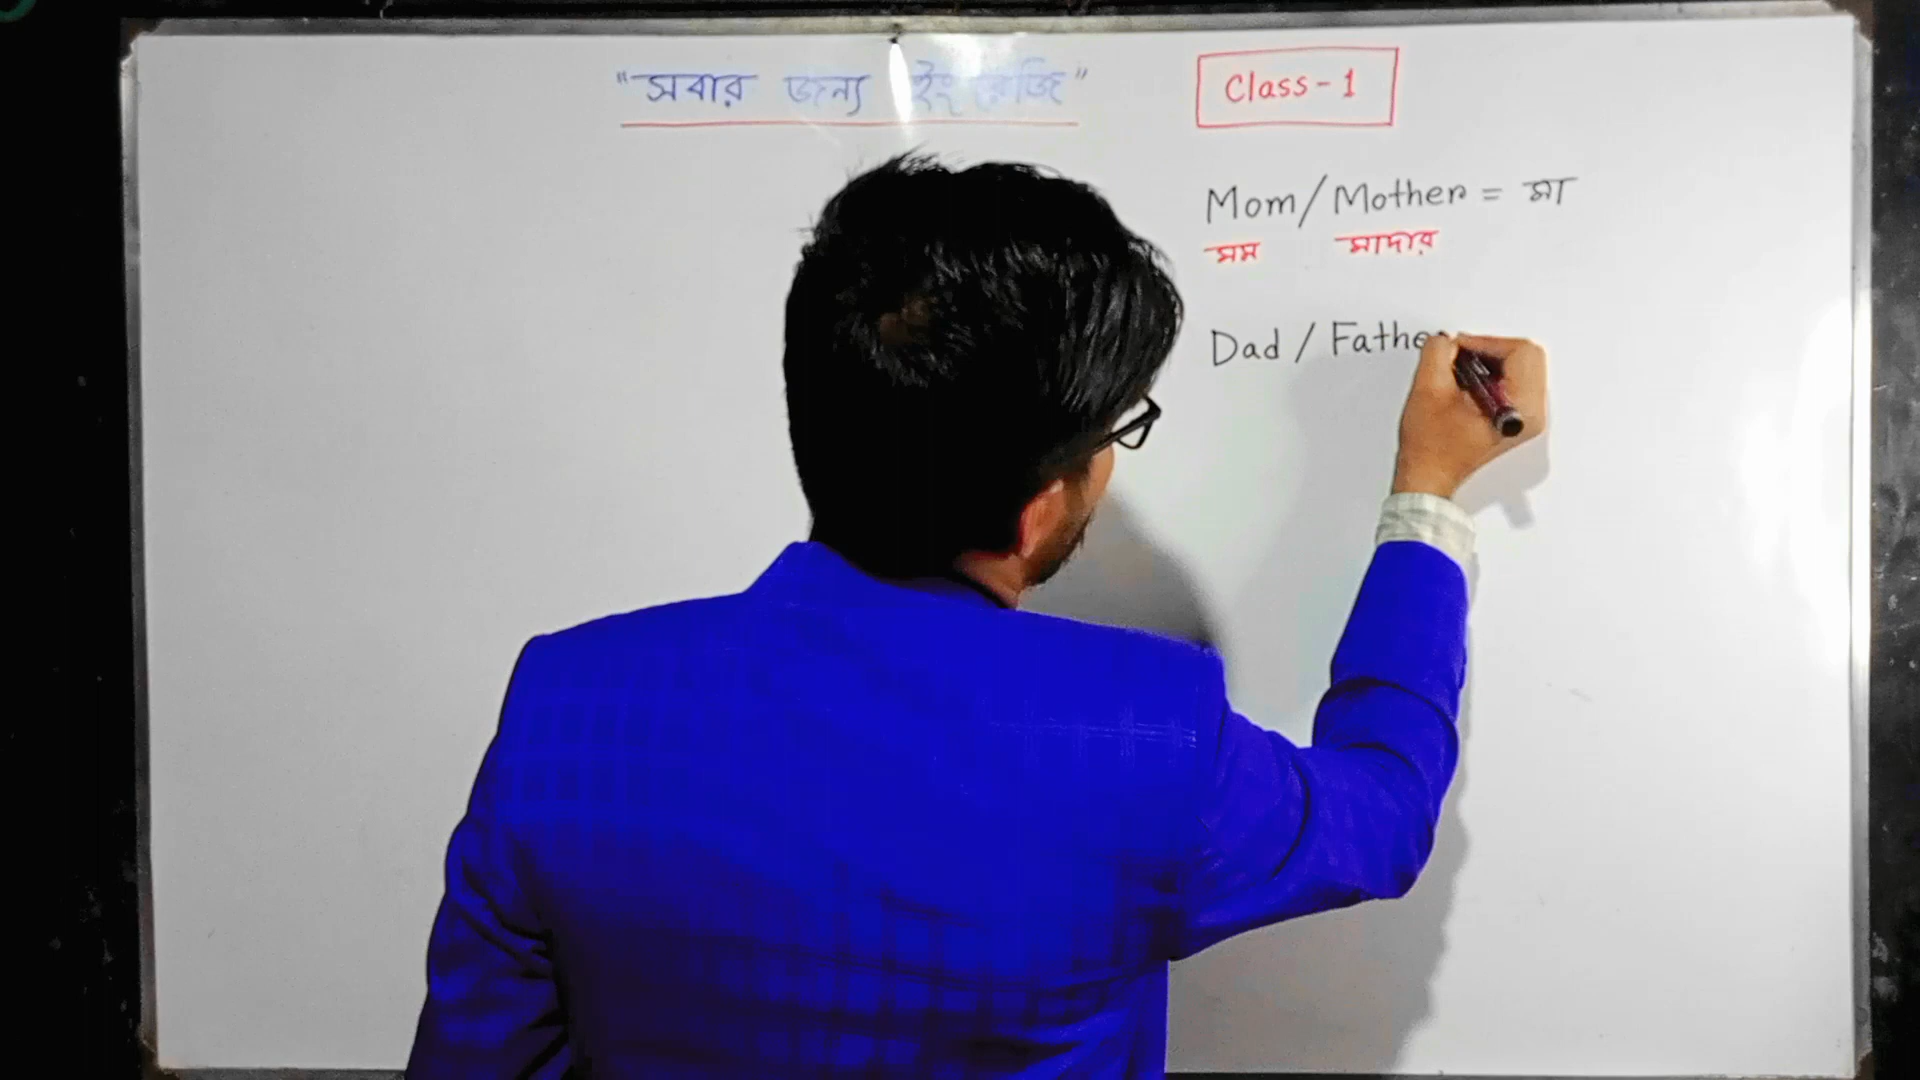 "সবার জন্য ইংরেজি"
Class - 1
Mom / Mother = মা
মম মাদার
Dad / Fathe